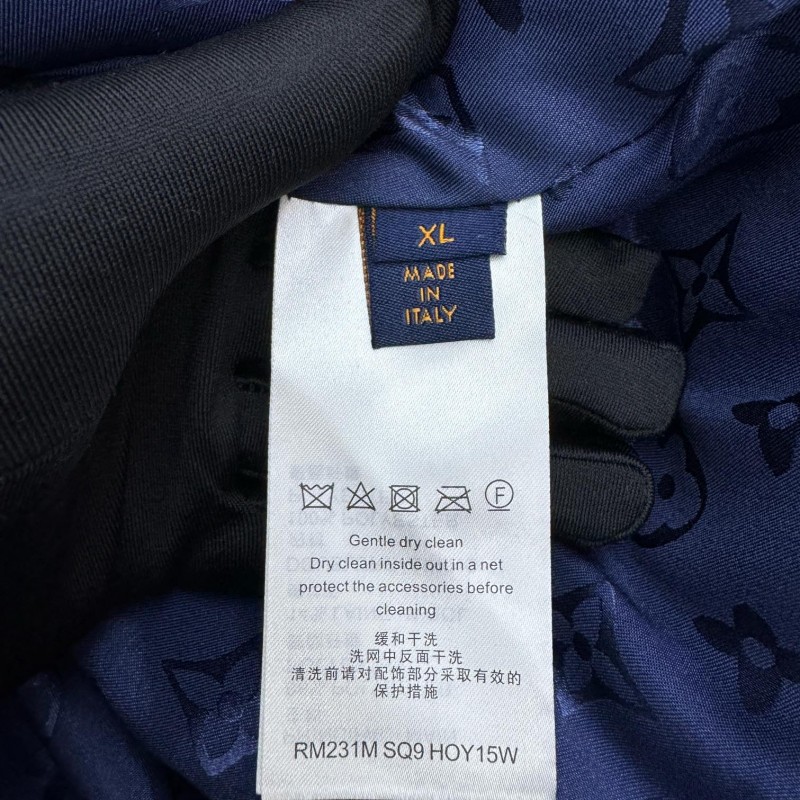 XL
MADE
IN
ITALY
F
Gentle dry clean
Dry clean inside out in a net
protect the accessories before
cleaning
缓和干洗
洗网中反面干洗
清洗前请对配饰部分采取有效的
保护措施
RM231M SQ9 HOY15W